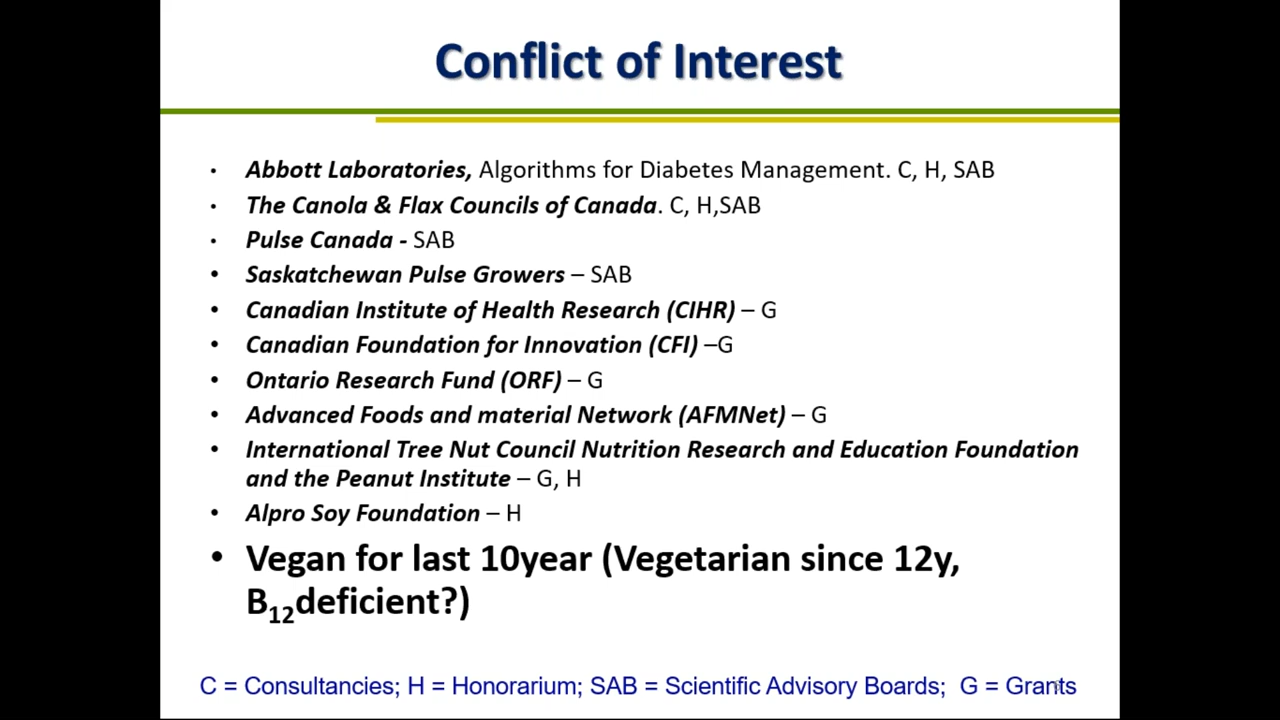 Conflict of Interest
• Abbott Laboratories, Algorithms for Diabetes Management. C, H, SAB
• The Canola & Flax Councils of Canada. C, H,SAB
• Pulse Canada - SAB
• Saskatchewan Pulse Growers – SAB
• Canadian Institute of Health Research (CIHR) – G
• Canadian Foundation for Innovation (CFI) –G
• Ontario Research Fund (ORF) – G
• Advanced Foods and material Network (AFMNet) – G
• International Tree Nut Council Nutrition Research and Education Foundation
and the Peanut Institute – G, H
• Alpro Soy Foundation – H
• Vegan for last 10year (Vegetarian since 12y,
B12deficient?)
C = Consultancies; H = Honorarium; SAB = Scientific Advisory Boards; G = Grants